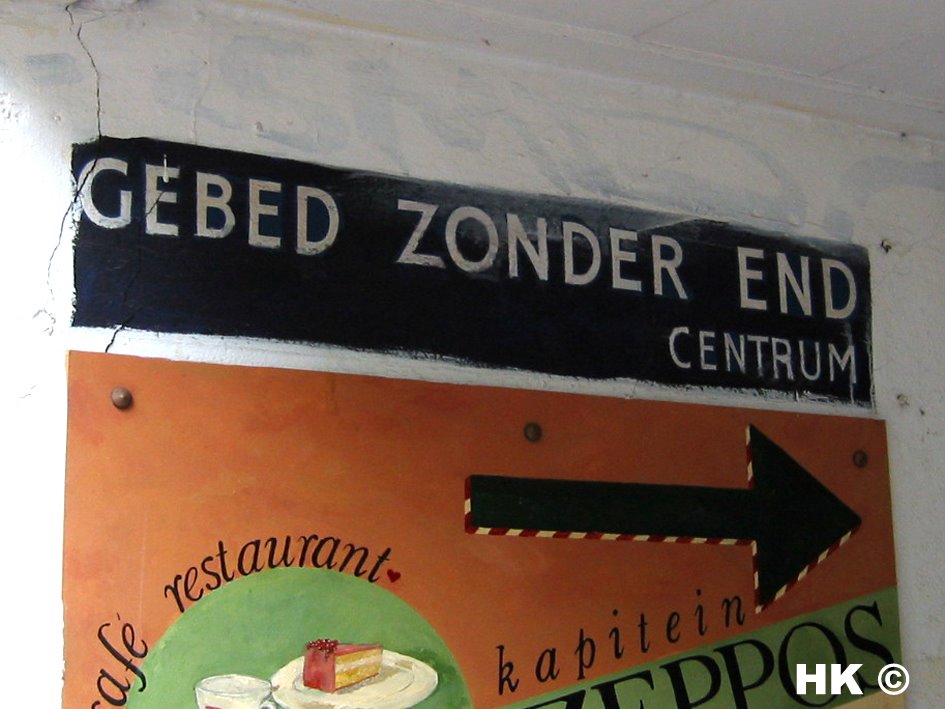 GEBED ZONDER END
CENTRUM
café restaurant
kapitein
ZEPPOS
HK ©